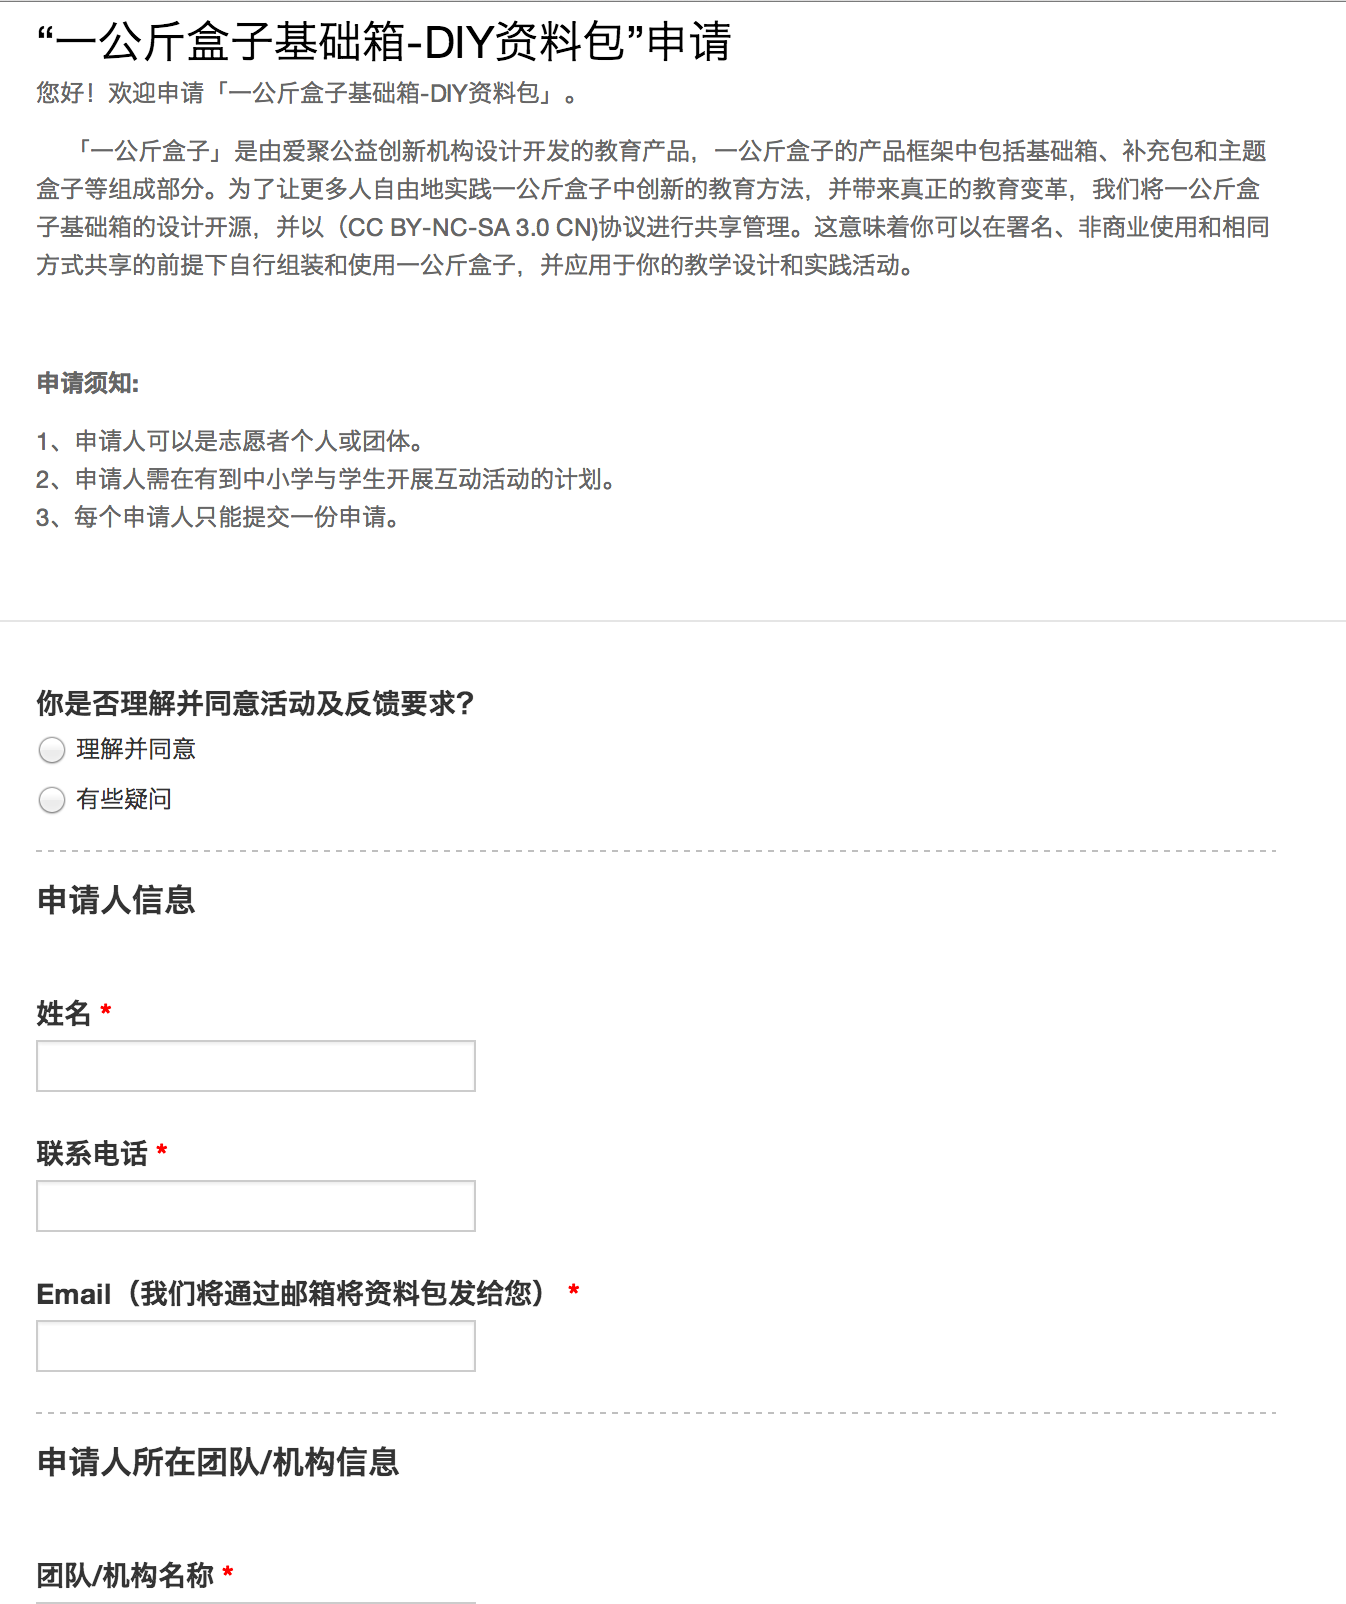 “一公斤盒子基础箱-DIY资料包”申请
您好！欢迎申请「一公斤盒子基础箱-DIY资料包」。
「一公斤盒子」是由爱聚公益创新机构设计开发的教育产品，一公斤盒子的产品框架中包括基础箱、补充包和主题
盒子等组成部分。为了让更多人自由地实践一公斤盒子中创新的教育方法，并带来真正的教育变革，我们将一公斤盒
子基础箱的设计开源，并以（CC BY-NC-SA 3.0 CN)协议进行共享管理。这意味着你可以在署名、非商业使用和相同
方式共享的前提下自行组装和使用一公斤盒子，并应用于你的教学设计和实践活动。
申请须知:
1、申请人可以是志愿者个人或团体。
2、申请人需在有到中小学与学生开展互动活动的计划。
3、每个申请人只能提交一份申请。
你是否理解并同意活动及反馈要求？
理解并同意
有些疑问
申请人信息
姓名 *
联系电话 *
Email（我们将通过邮箱将资料包发给您） *
申请人所在团队/机构信息
团队/机构名称 *